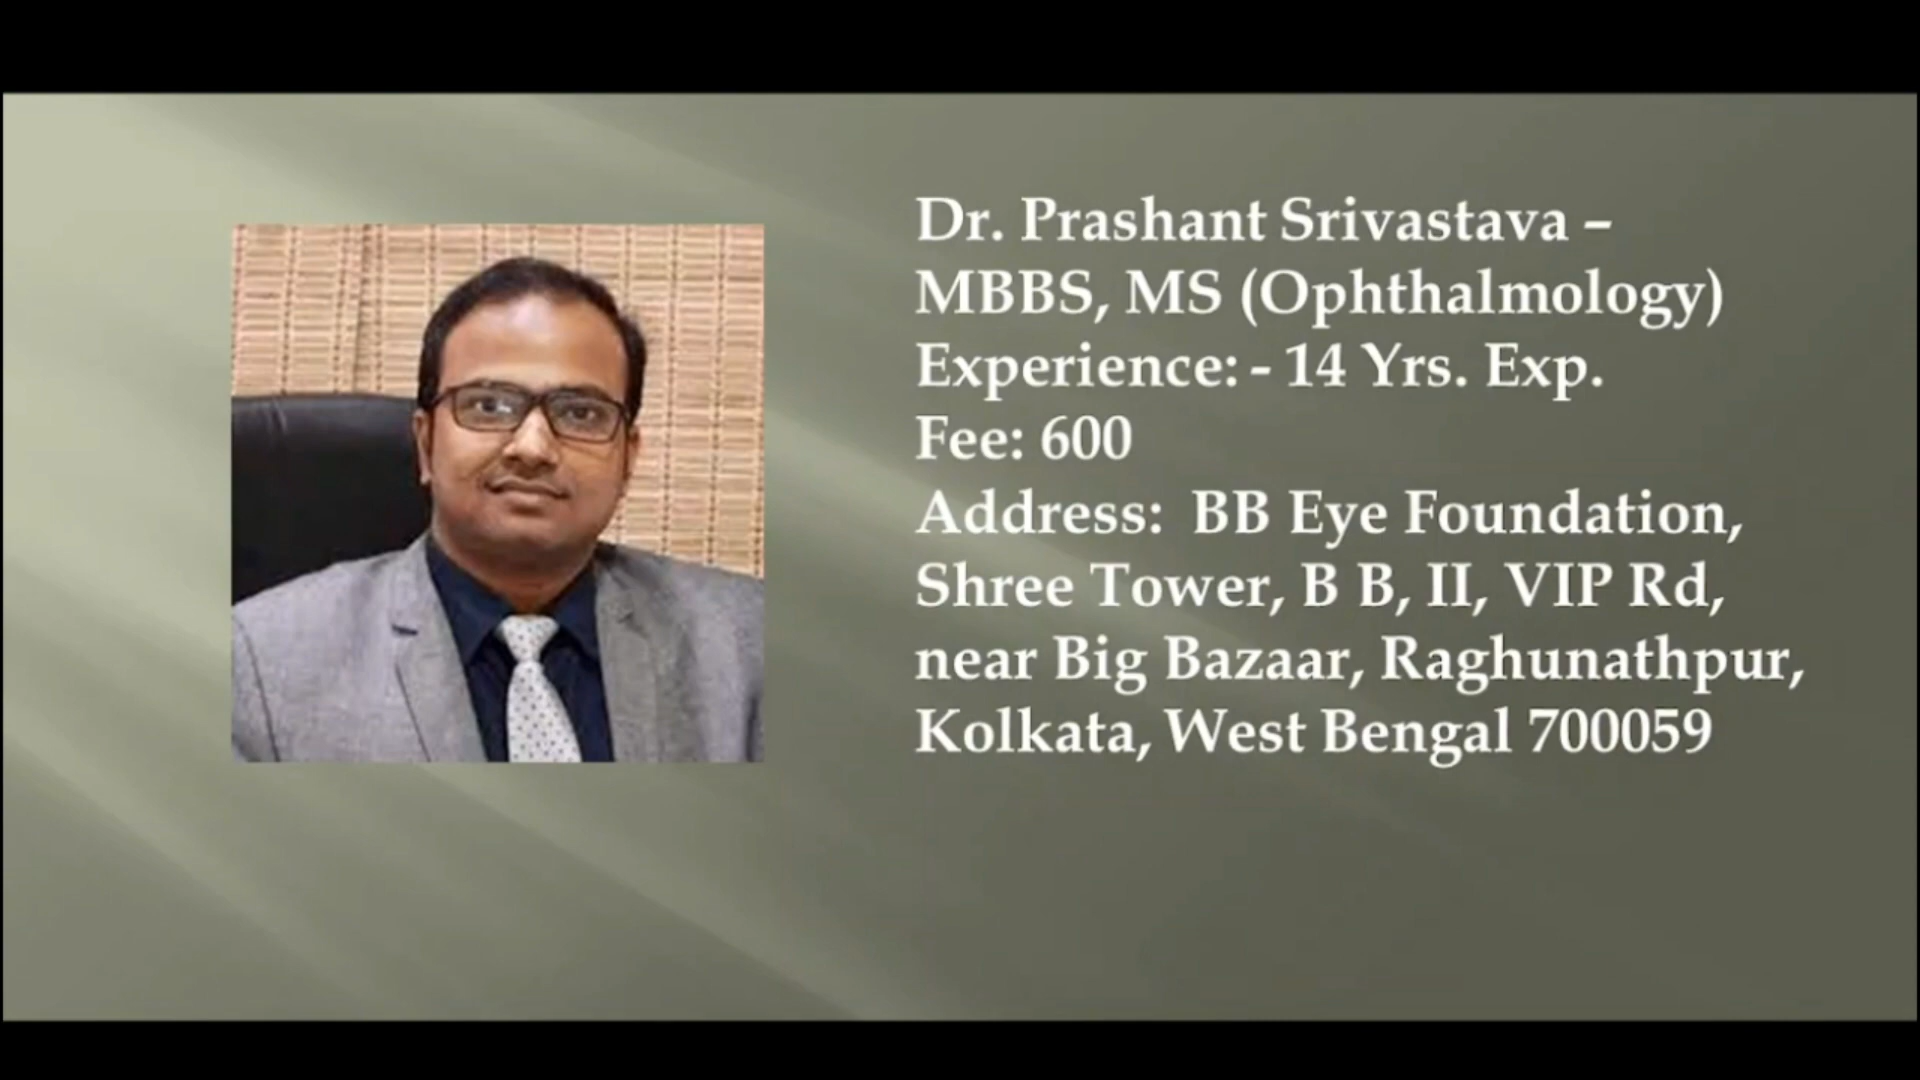 Dr. Prashant Srivastava –
MBBS, MS (Ophthalmology)
Experience: - 14 Yrs. Exp.
Fee: 600
Address:  BB Eye Foundation,
Shree Tower, B B, II, VIP Rd,
near Big Bazaar, Raghunathpur,
Kolkata, West Bengal 700059